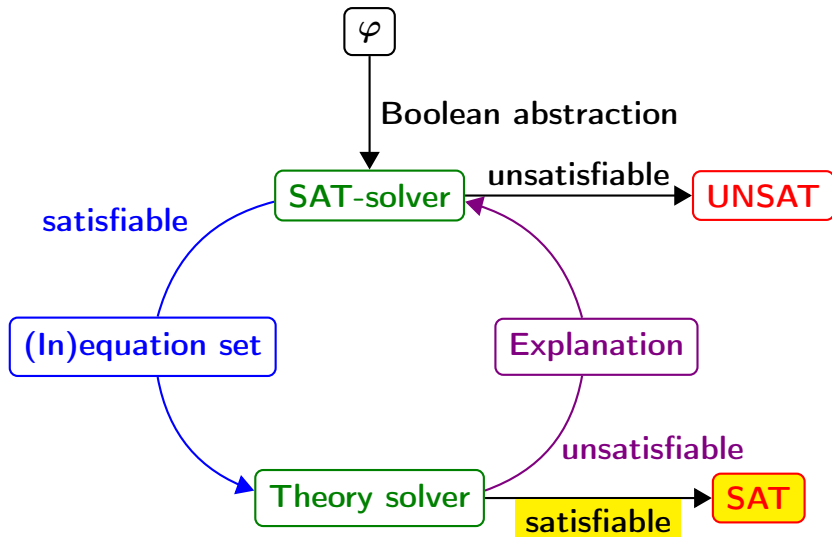 φ
Boolean abstraction
SAT-solver
unsatisfiable
UNSAT
satisfiable
(In)equation set
Explanation
unsatisfiable
Theory solver
satisfiable
SAT